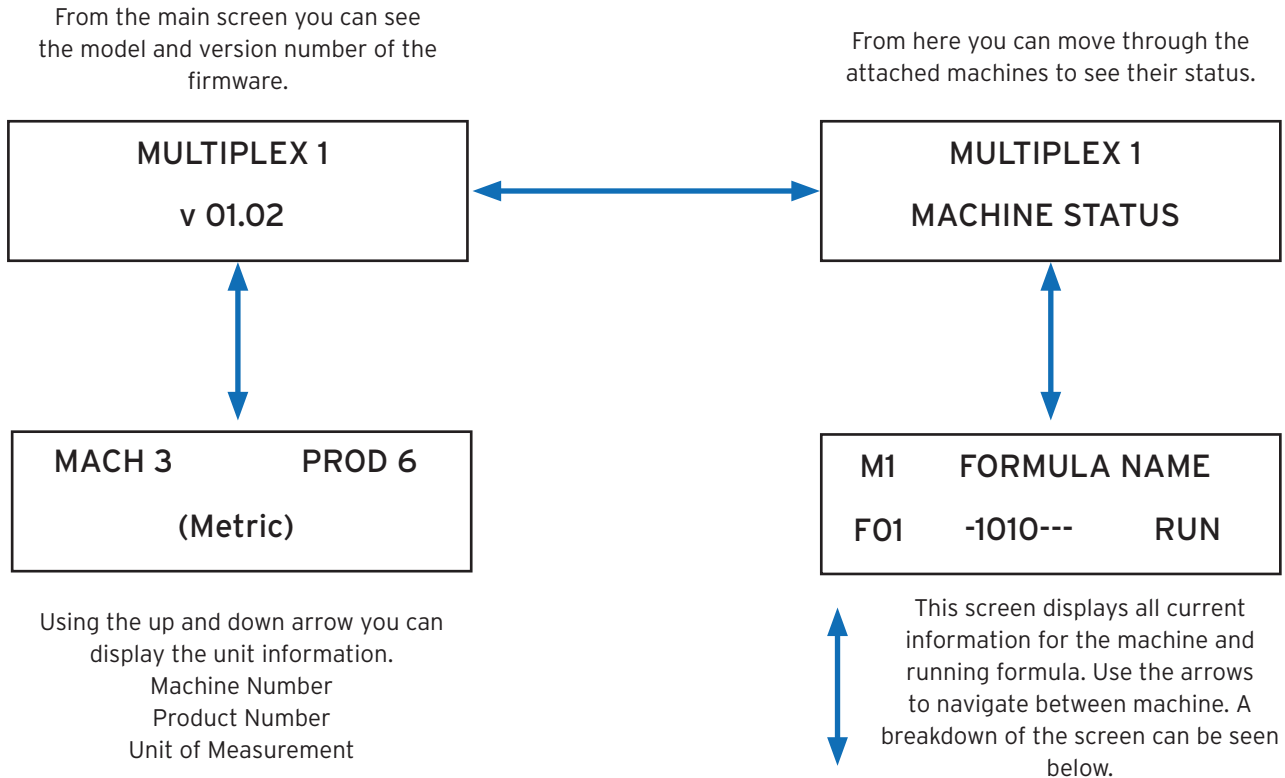 From the main screen you can see
the model and version number of the
firmware.
From here you can move through the
attached machines to see their status.
MULTIPLEX 1
v 01.02
MULTIPLEX 1
MACHINE STATUS
MACH 3 PROD 6
(Metric)
M1 FORMULA NAME
F01 -1010--- RUN
Using the up and down arrow you can
display the unit information.
Machine Number
Product Number
Unit of Measurement
This screen displays all current
information for the machine and
running formula. Use the arrows
to navigate between machine. A
breakdown of the screen can be seen
below.